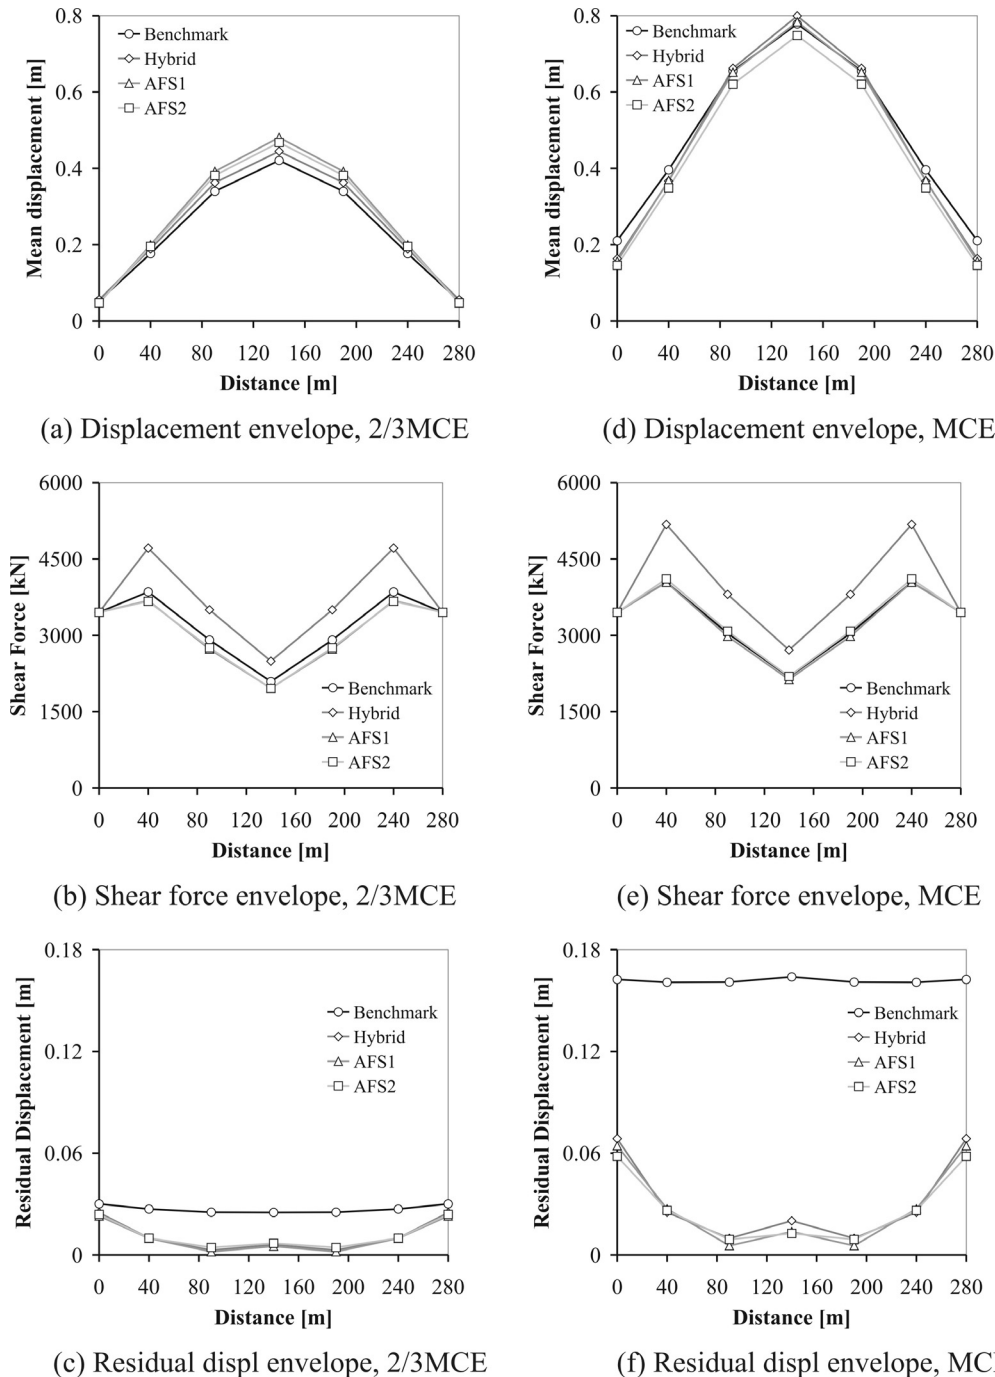 0.8
0.6
0.4
0.2
0
Mean displacement [m]
Benchmark
Hybrid
AFS1
AFS2
0 40 80 120 160 200 240 280
Distance [m]
(a) Displacement envelope, 2/3MCE
0.8
0.6
0.4
0.2
0
Mean displacement [m]
Benchmark
Hybrid
AFS1
AFS2
0 40 80 120 160 200 240 280
Distance [m]
(d) Displacement envelope, MCE
6000
4500
3000
1500
0
Shear Force [kN]
Benchmark
Hybrid
AFS1
AFS2
0 40 80 120 160 200 240 280
Distance [m]
(b) Shear force envelope, 2/3MCE
6000
4500
3000
1500
0
Shear Force [kN]
Benchmark
Hybrid
AFS1
AFS2
0 40 80 120 160 200 240 280
Distance [m]
(e) Shear force envelope, MCE
0.18
0.12
0.06
0
Residual Displacement [m]
Benchmark
Hybrid
AFS1
AFS2
0 40 80 120 160 200 240 280
Distance [m]
(c) Residual displ envelope, 2/3MCE
0.18
0.12
0.06
0
Residual Displacement [m]
Benchmark
Hybrid
AFS1
AFS2
0 40 80 120 160 200 240 280
Distance [m]
(f) Residual displ envelope,